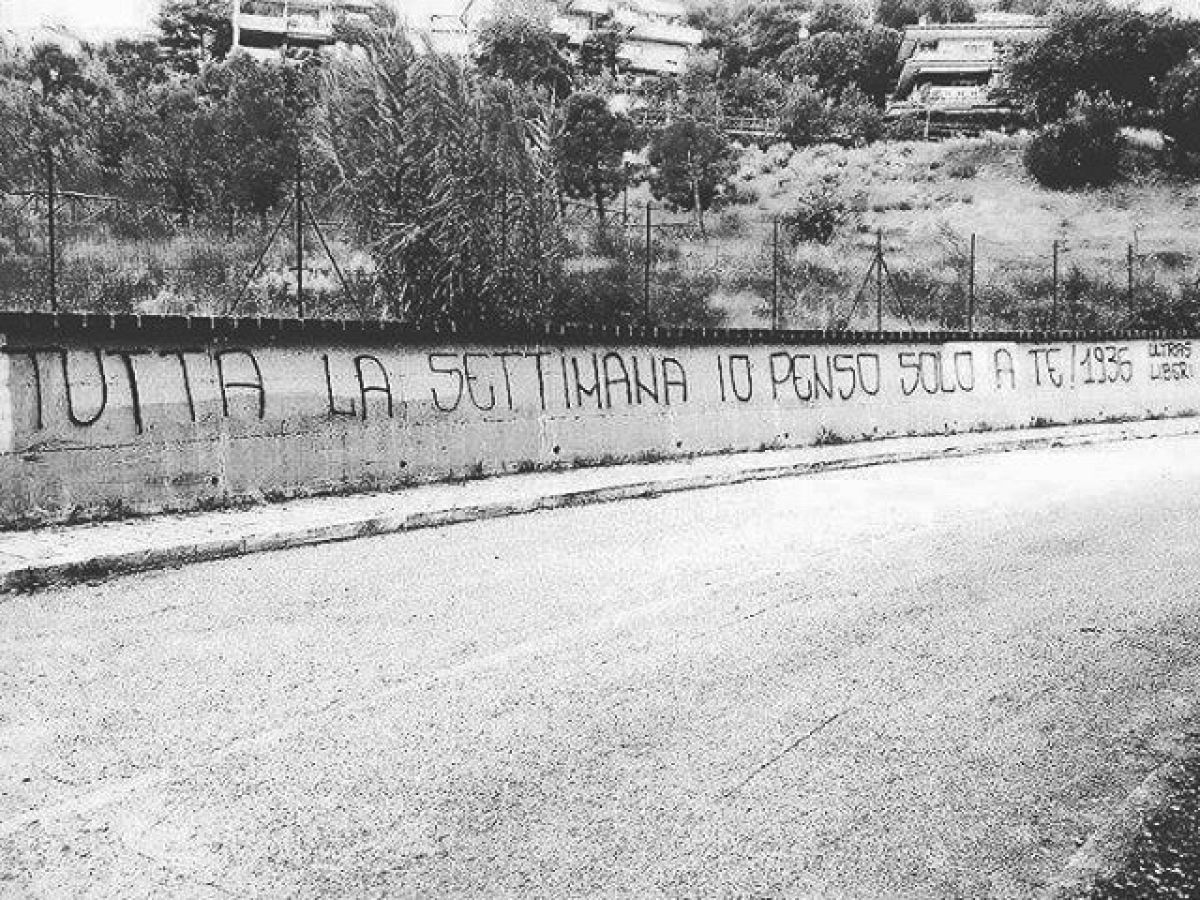 TUTTA LA SETTIMANA IO PENSO SOLO A TE! 1936
ULTRAS
LIBERI